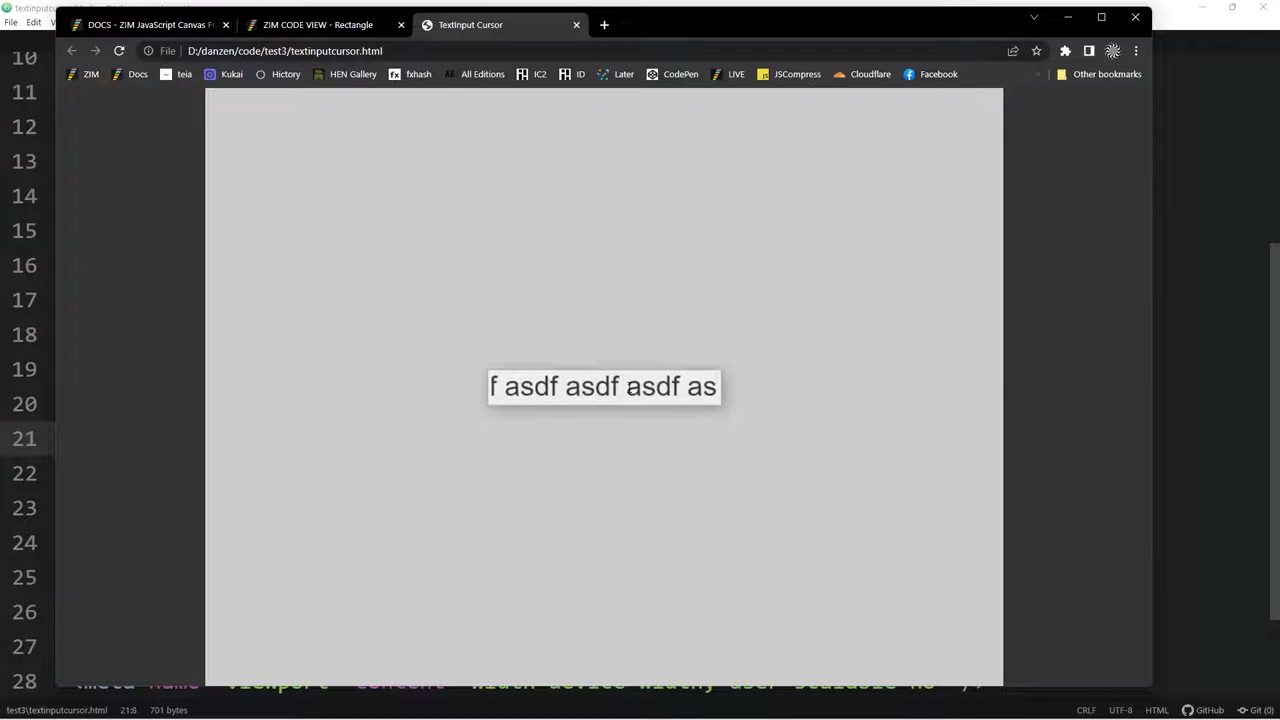 DOCS - ZIM JavaScript Canvas F
ZIM CODE VIEW - Rectangle
TextInput Cursor
File Edit
File
D:/danzen/code/test3/textinputcursor.html
ZIM Docs teia Kukai Hictory HEN Gallery fxhash All Editions IC2 ID Later CodePen LIVE JSCompress Cloudflare Facebook Other bookmarks
10
11
12
13
14
15
16
17
18
19
f asdf asdf asdf as
20
21
22
23
24
25
26
27
28
test3\textinputcursor.html 21:8 701 bytes CRLF UTF-8 HTML GitHub Git (0)